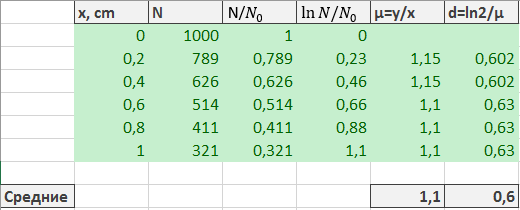 x, cm N N/N₀ ln N/N₀ μ=y/x d=ln2/μ
0 1000 1 0
0,2 789 0,789 0,23 1,15 0,602
0,4 626 0,626 0,46 1,15 0,602
0,6 514 0,514 0,66 1,1 0,63
0,8 411 0,411 0,88 1,1 0,63
1 321 0,321 1,1 1,1 0,63
Средние 1,1 0,6